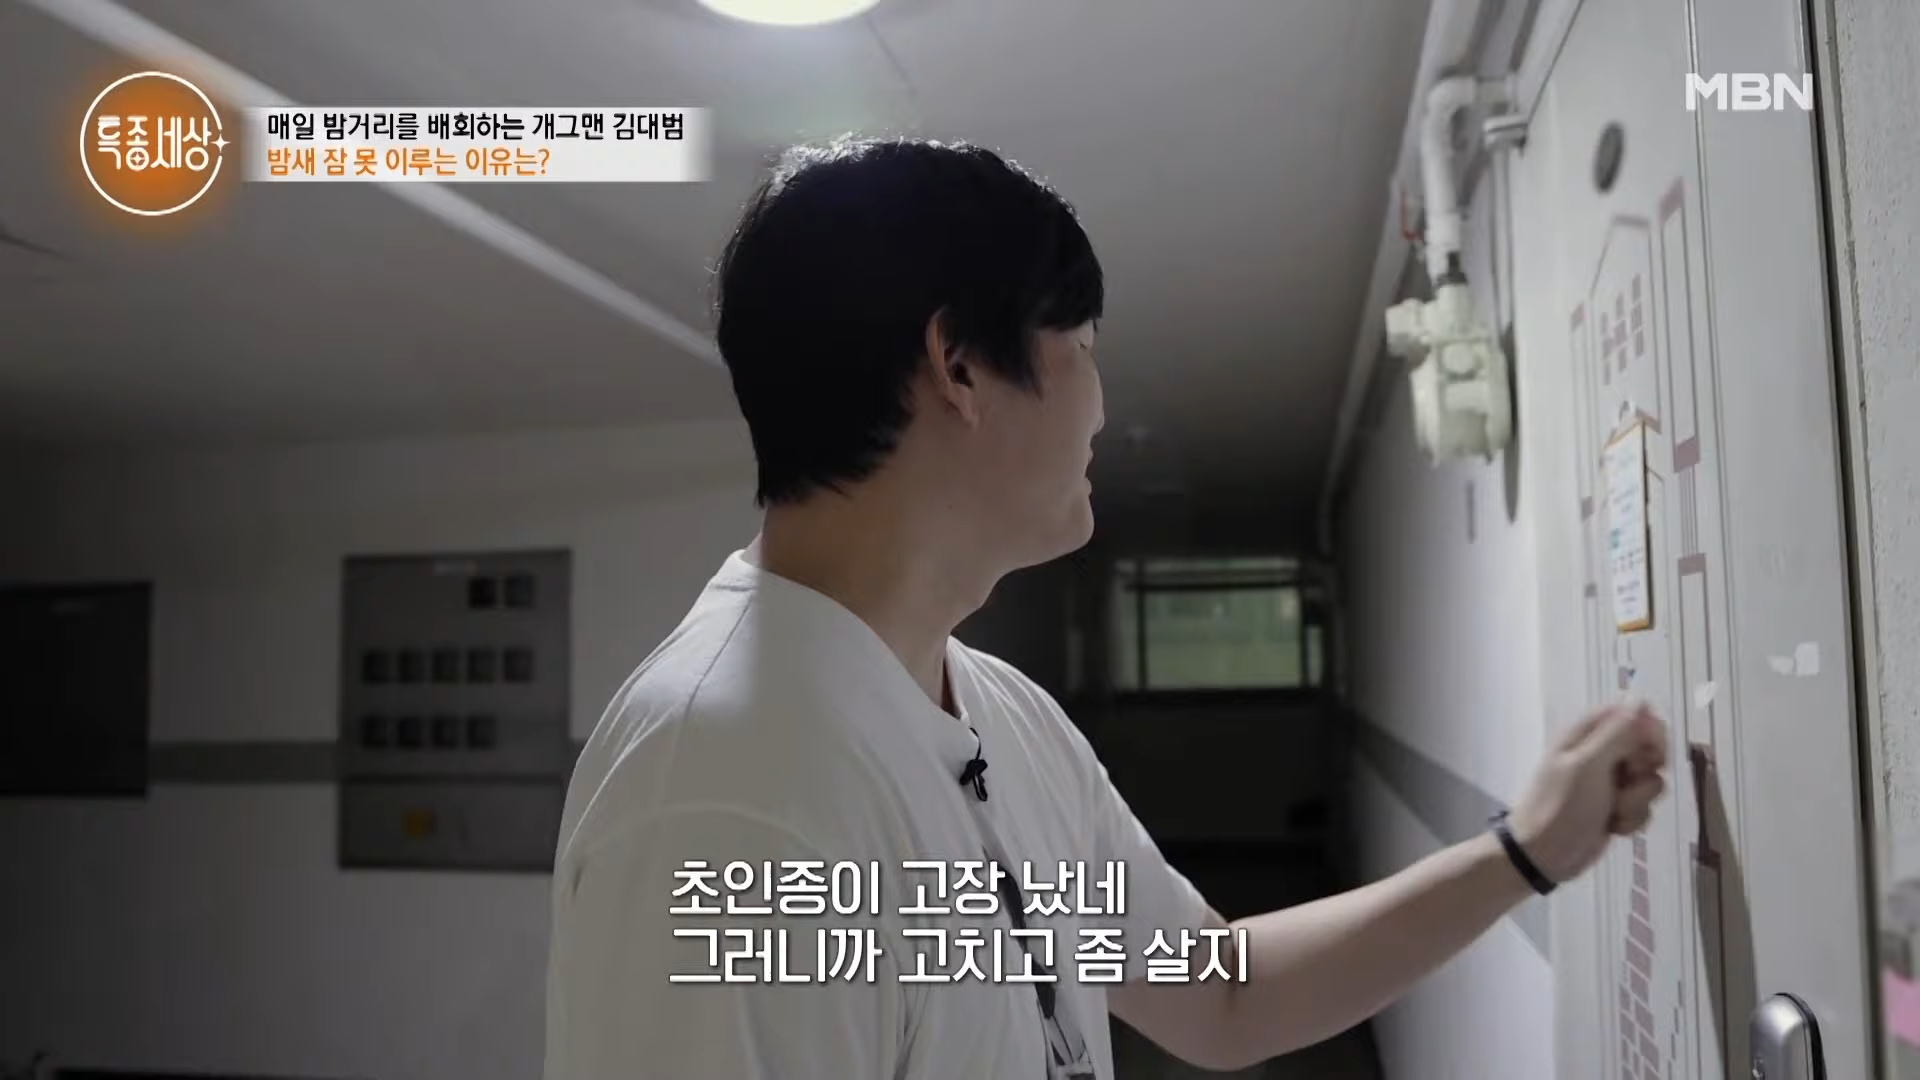 특종세상
매일 밤거리를 배회하는 개그맨 김대범
밤새 잠 못 이루는 이유는?
MBN
초인종이 고장 났네
그러니까 고치고 좀 살지